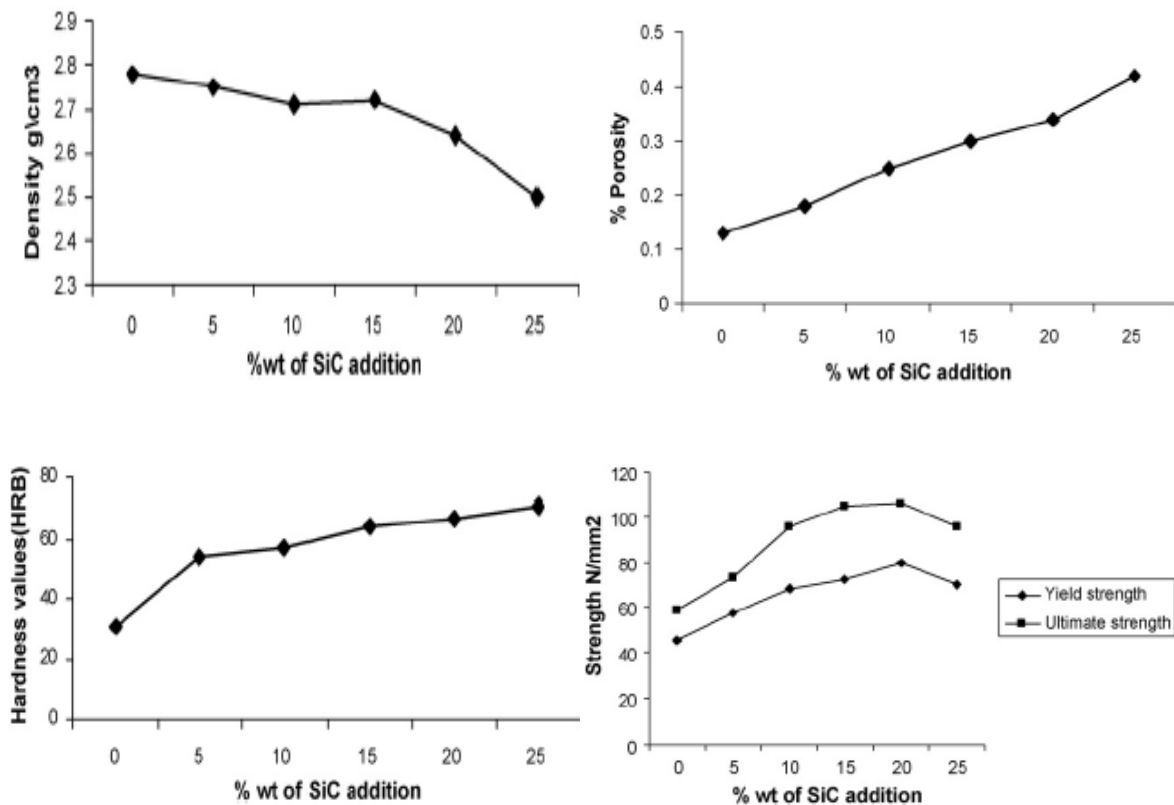 Density g\cm3
2.9
2.8
2.7
2.6
2.5
2.4
2.3
0 5 10 15 20 25
%wt of SiC addition
% Porosity
0.5
0.4
0.3
0.2
0.1
0
0 5 10 15 20 25
% wt of SiC addition
Hardness values(HRB)
80
60
40
20
0
0 5 10 15 20 25
% wt of SiC addition
Strength N/mm2
120
100
80
60
40
20
0
0 5 10 15 20 25
% wt of SiC addition
Yield strength
Ultimate strength